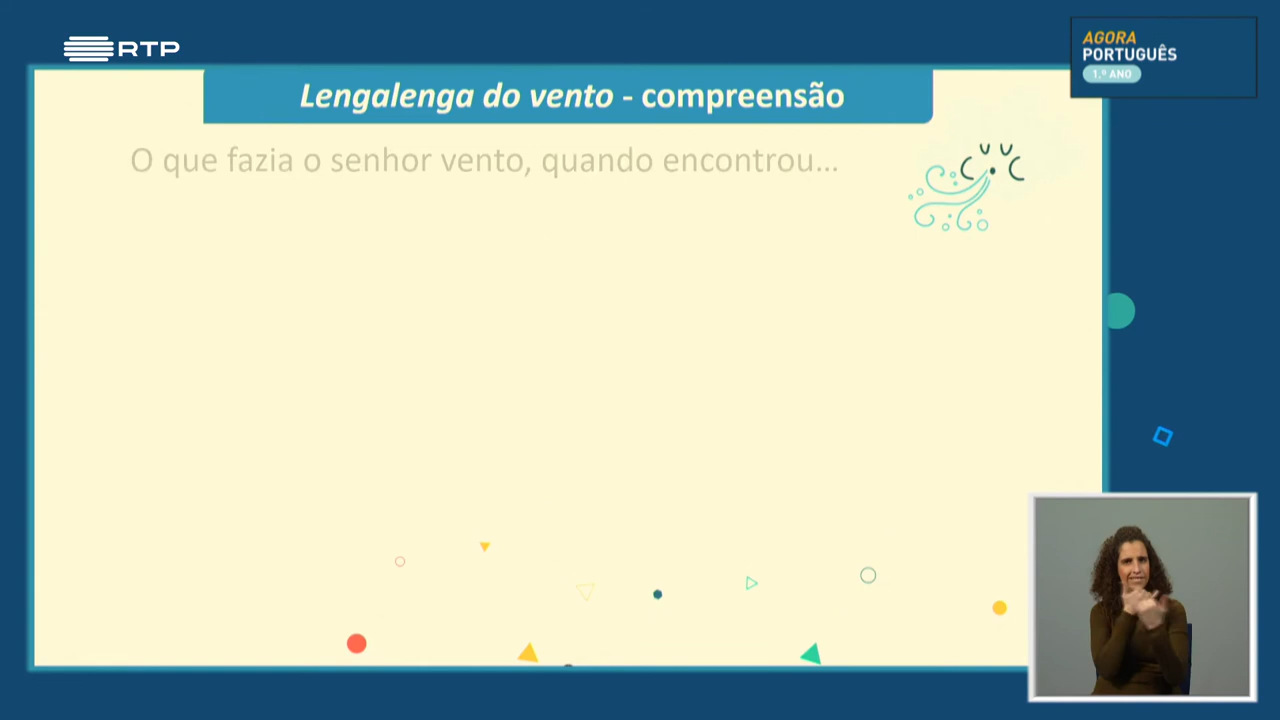 RTP
AGORA
PORTUGUÊS
1.º ANO
Lengalenga do vento - compreensão
O que fazia o senhor vento, quando encontrou...